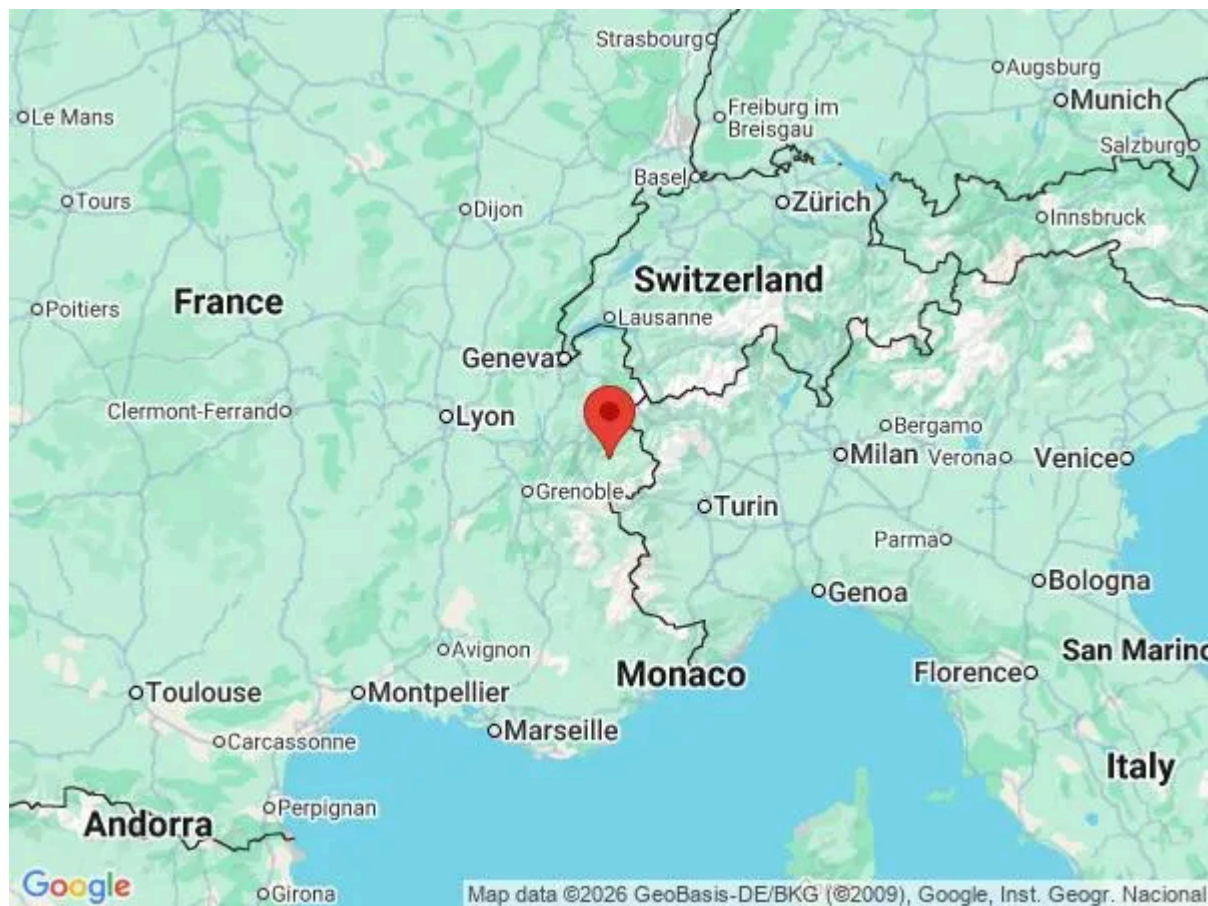 Strasbourg
Augsburg
Munich
Le Mans
Freiburg im
Breisgau
Salzburg
Basel
Zürich
Tours
Dijon
Innsbruck
Switzerland
France
Poitiers
Lausanne
Geneva
Clermont-Ferrand
Lyon
Bergamo
Milan
Verona
Venice
Grenoble
Turin
Parma
Bologna
Genoa
Avignon
San Marino
Monaco
Florence
Toulouse
Montpellier
Marseille
Carcassonne
Italy
Perpignan
Andorra
Google
Girona
Map data ©2026 GeoBasis-DE/BKG (©2009), Google, Inst. Geogr. Nacional